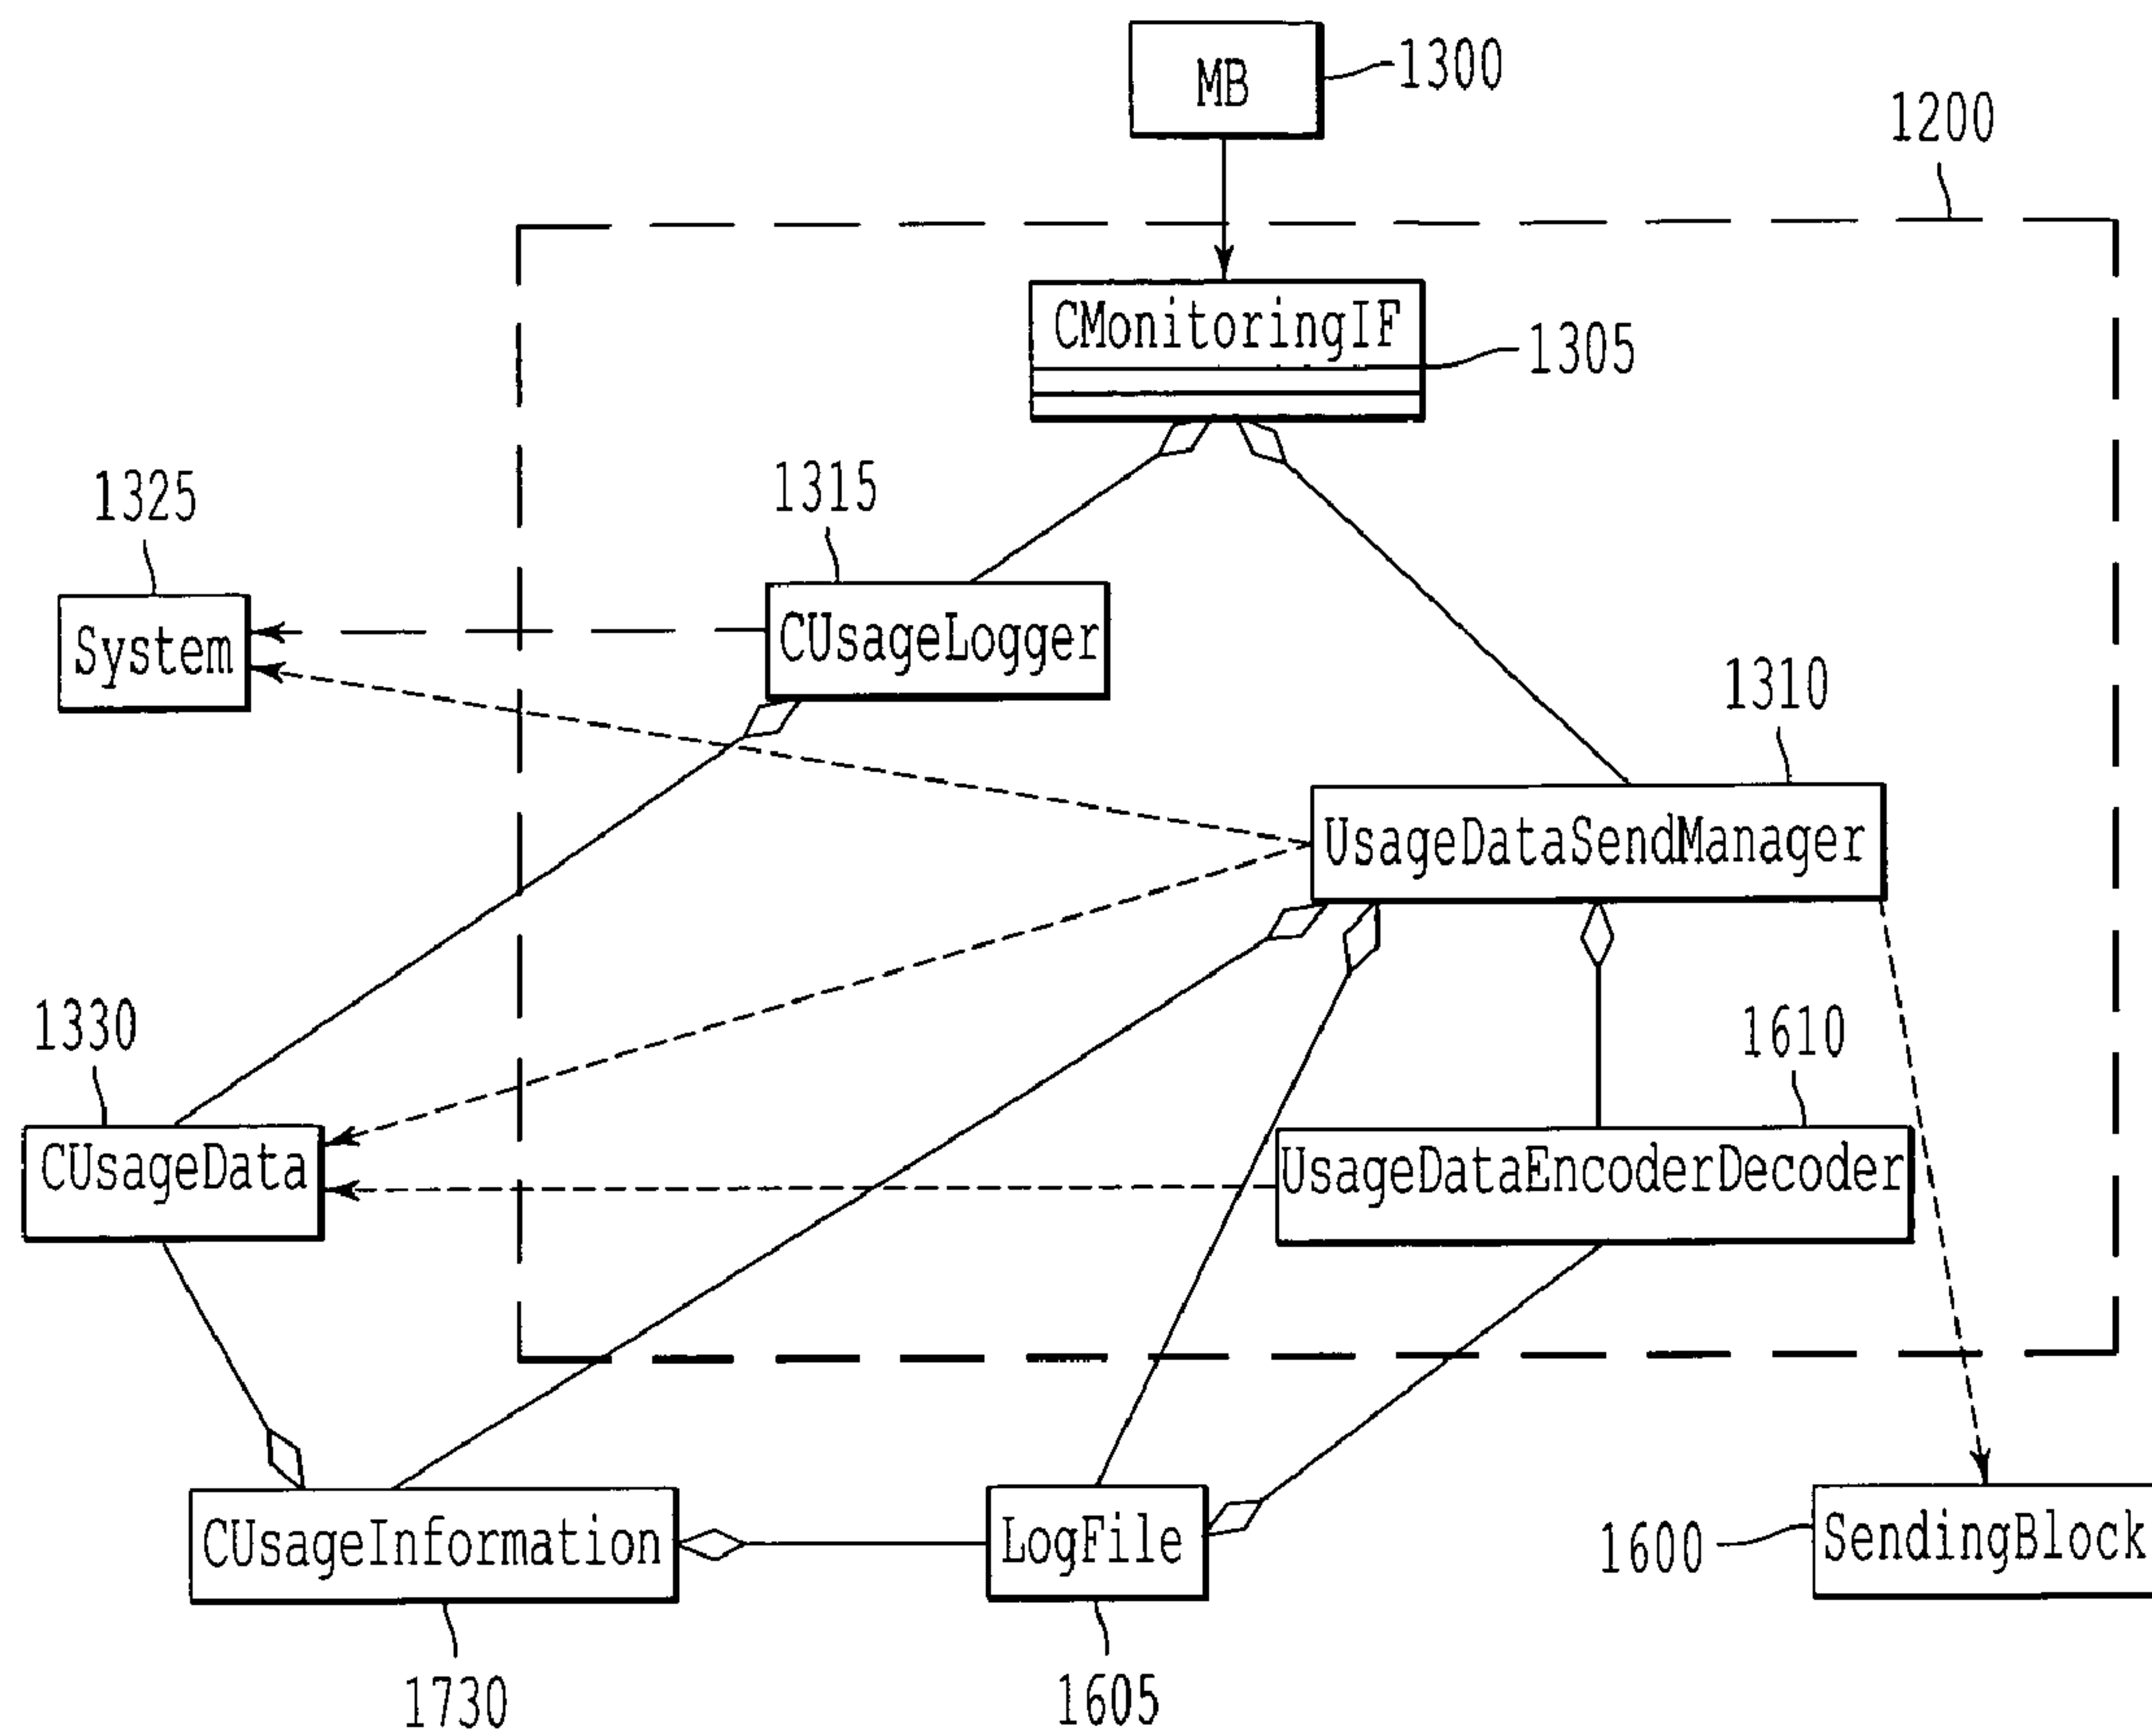 MB
1300
1200
CMonitoringIF
1305
1325
1315
System
CUsageLogger
1310
UsageDataSendManager
1330
1610
CUsageData
UsageDataEncoderDecoder
CUsageInformation
LogFile
1600
SendingBlock
1730
1605